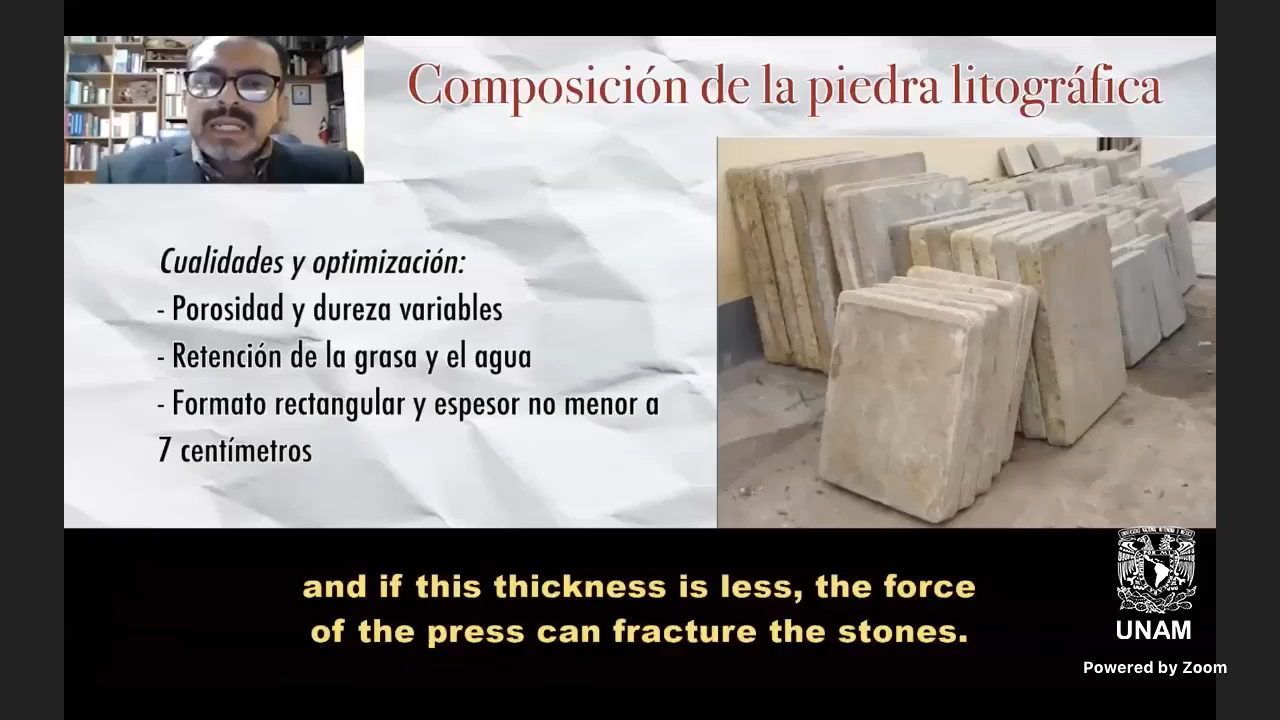 Composición de la piedra litográfica
Cualidades y optimización:
- Porosidad y dureza variables
- Retención de la grasa y el agua
- Formato rectangular y espesor no menor a
7 centímetros
and if this thickness is less, the force
of the press can fracture the stones.
UNAM
Powered by Zoom